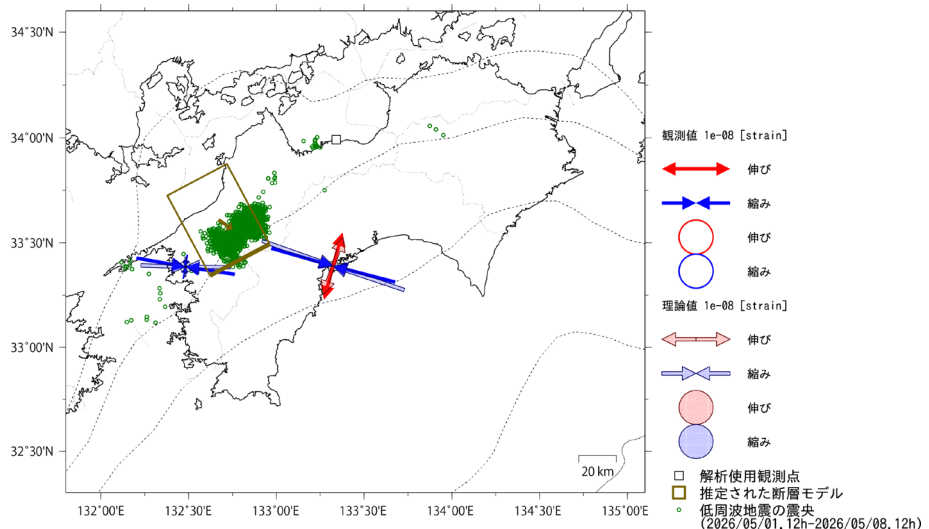 34°30'N
34°00'N
33°30'N
33°00'N
32°30'N
132°00'E
132°30'E
133°00'E
133°30'E
134°00'E
134°30'E
135°00'E
20 km
観測値 1e-08 [strain]
伸び
縮み
伸び
縮み
理論値 1e-08 [strain]
伸び
縮み
伸び
縮み
解析使用観測点
推定された断層モデル
低周波地震の震央
(2026/05/01.12h-2026/05/08.12h)